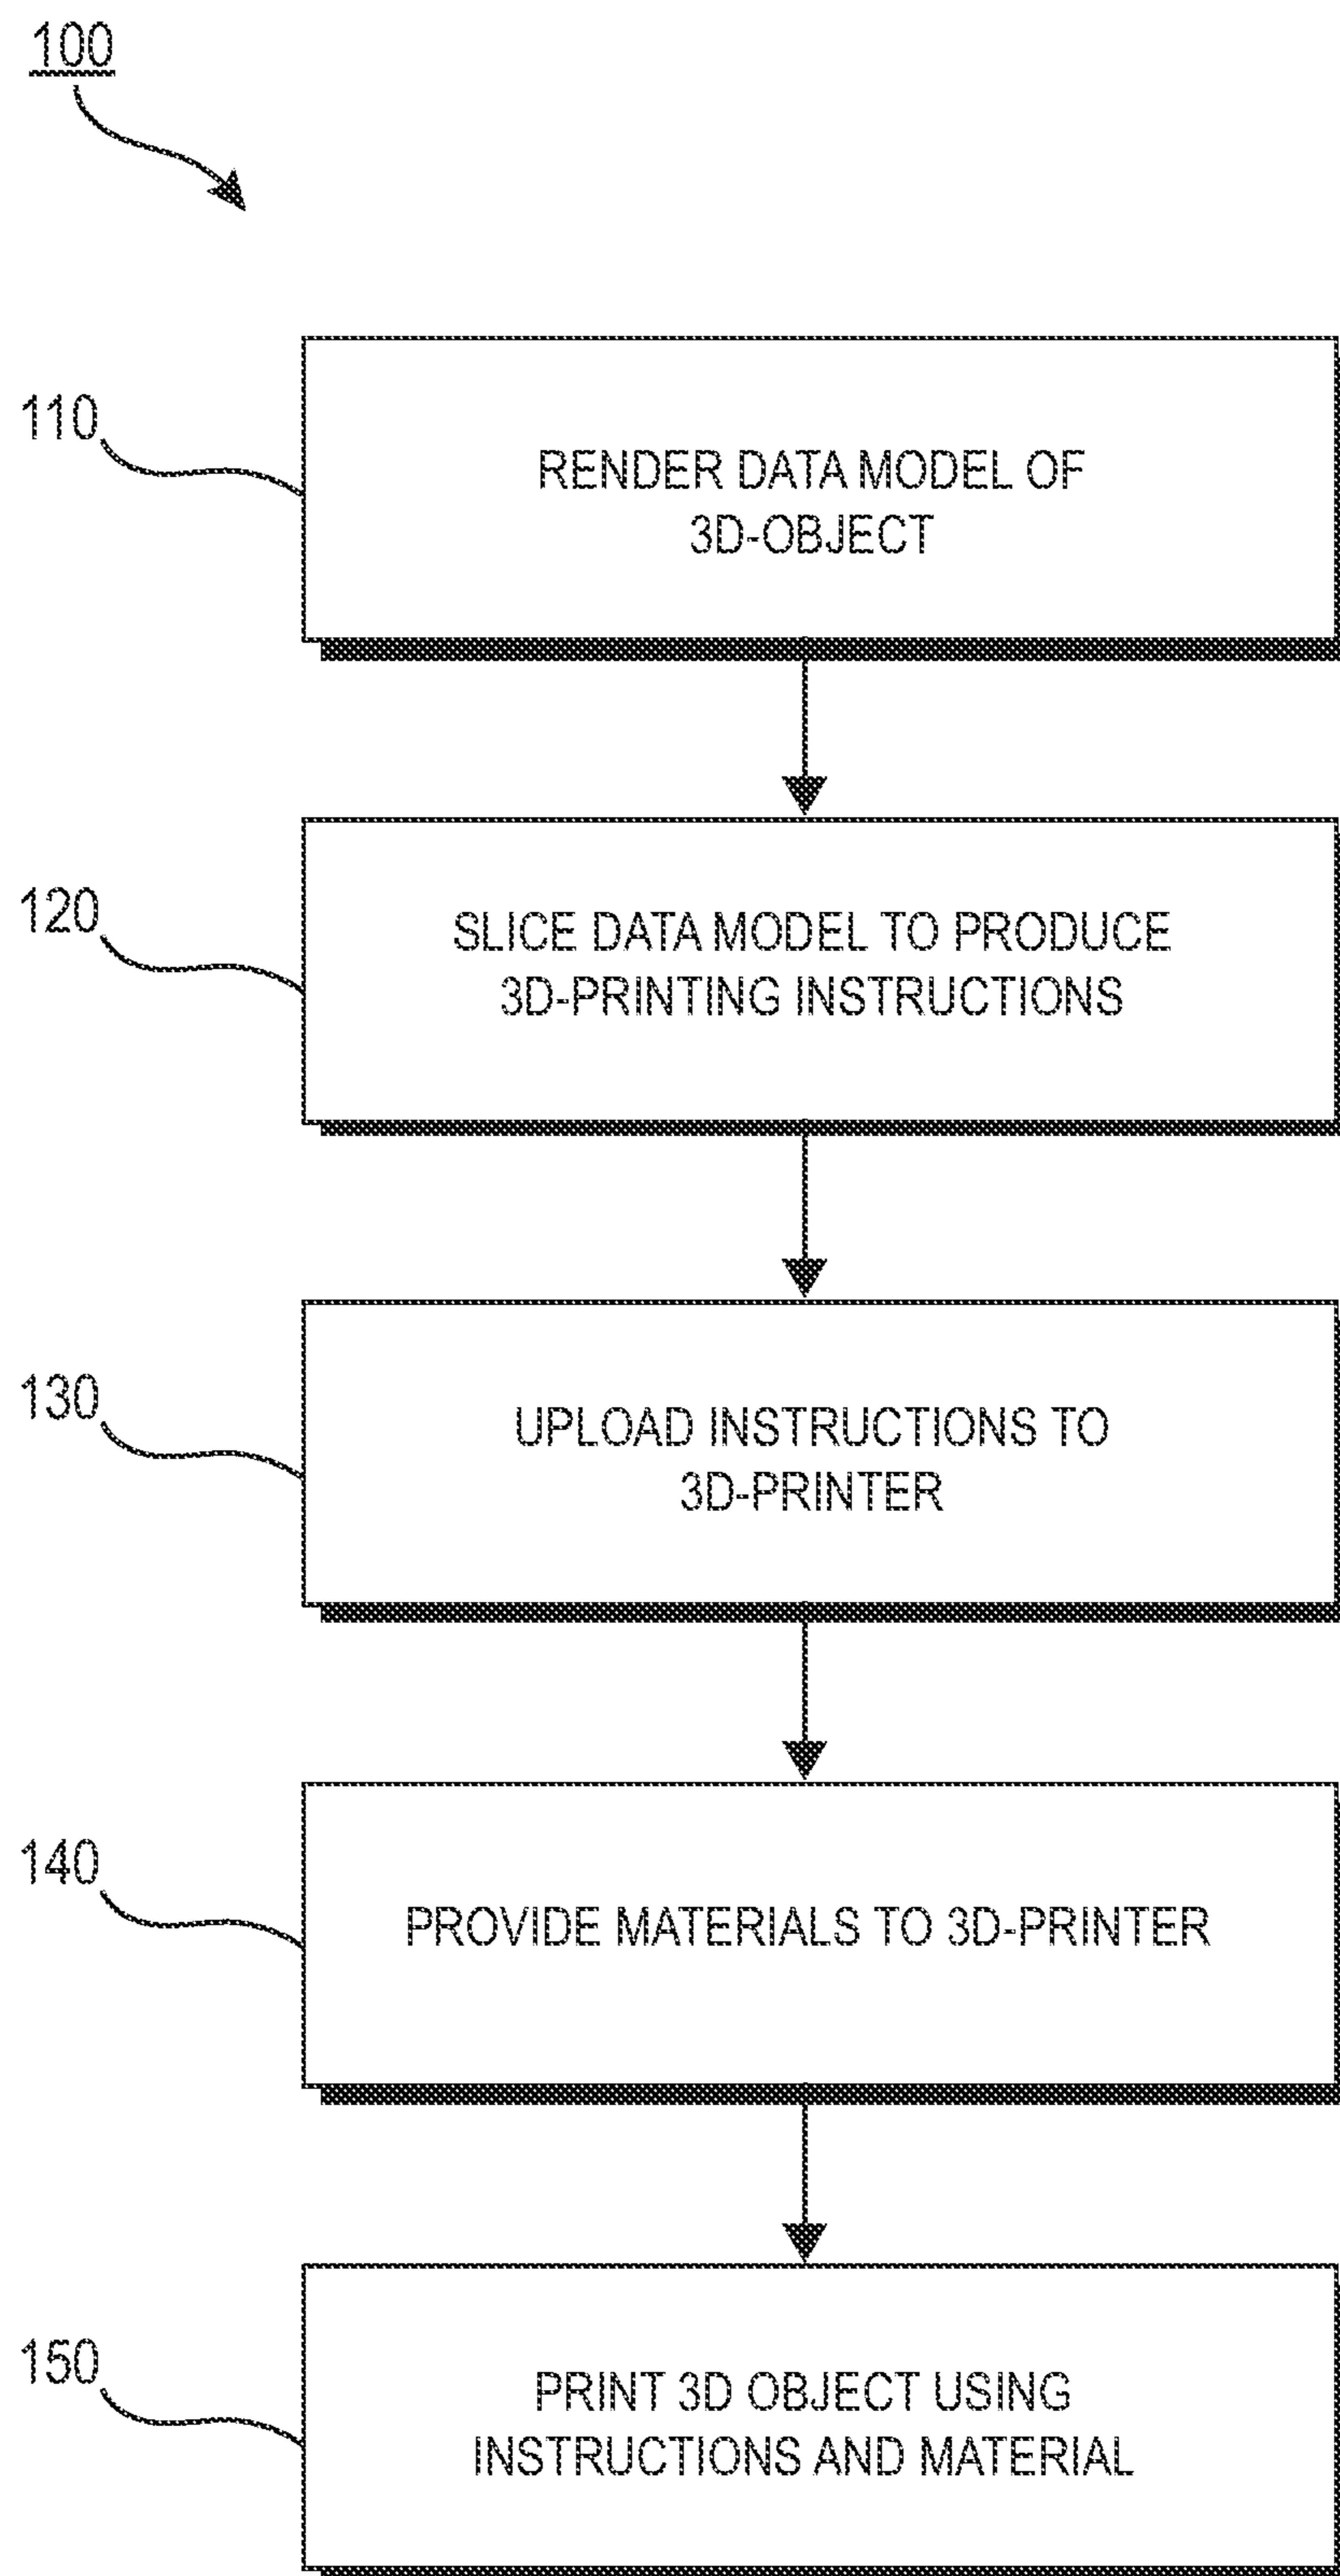 100
110
RENDER DATA MODEL OF
3D-OBJECT
120
SLICE DATA MODEL TO PRODUCE
3D-PRINTING INSTRUCTIONS
130
UPLOAD INSTRUCTIONS TO
3D-PRINTER
140
PROVIDE MATERIALS TO 3D-PRINTER
150
PRINT 3D OBJECT USING
INSTRUCTIONS AND MATERIAL